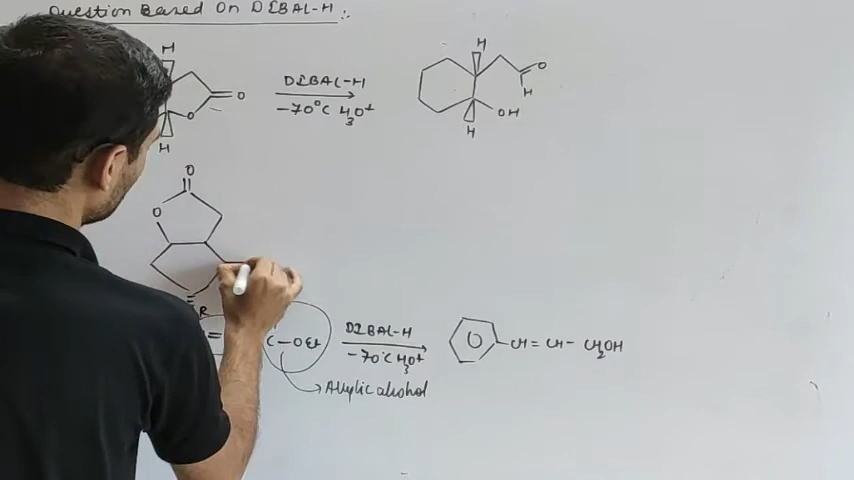 Question Based On DIBAL-H :
H
O
O
H
DIBAL-H
-70°C H3O+
H
O
H
OH
H
O
O
R
=
C-OEt
DIBAL-H
-70°C H3O+
CH = CH - CH2OH
Allylic alcohol